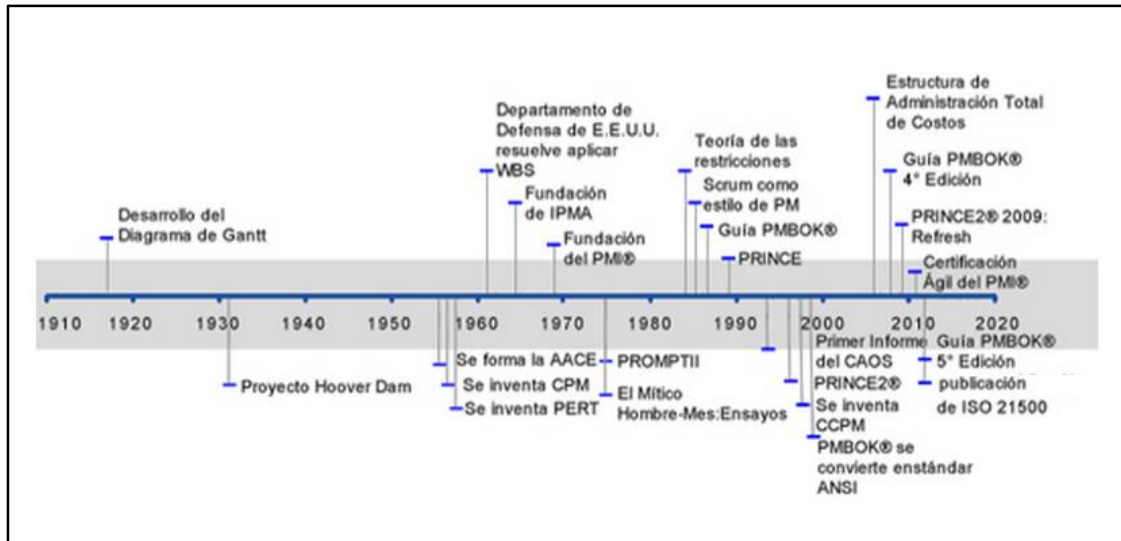 Desarrollo del
Diagrama de Gantt
Departamento de
Defensa de E.E.U.U.
resuelve aplicar
WBS
Fundación
de IPMA
Fundación
del PMI®
Teoría de las
restricciones
Scrum como
estilo de PM
Guía PMBOK®
PRINCE
Estructura de
Administración Total
de Costos
Guía PMBOK®
4° Edición
PRINCE2® 2009:
Refresh
Certificación
Ágil del PMI®
1910 1920 1930 1940 1950 1960 1970 1980 1990 2000 2010 2020
Proyecto Hoover Dam
Se forma la AACE
Se inventa CPM
Se inventa PERT
PROMPTII
El Mítico
Hombre-Mes:Ensayos
Primer Informe
del CAOS
PRINCE2®
Se inventa
CCPM
PMBOK® se
convierte enstándar
ANSI
Guía PMBOK®
5° Edición
publicación
de ISO 21500